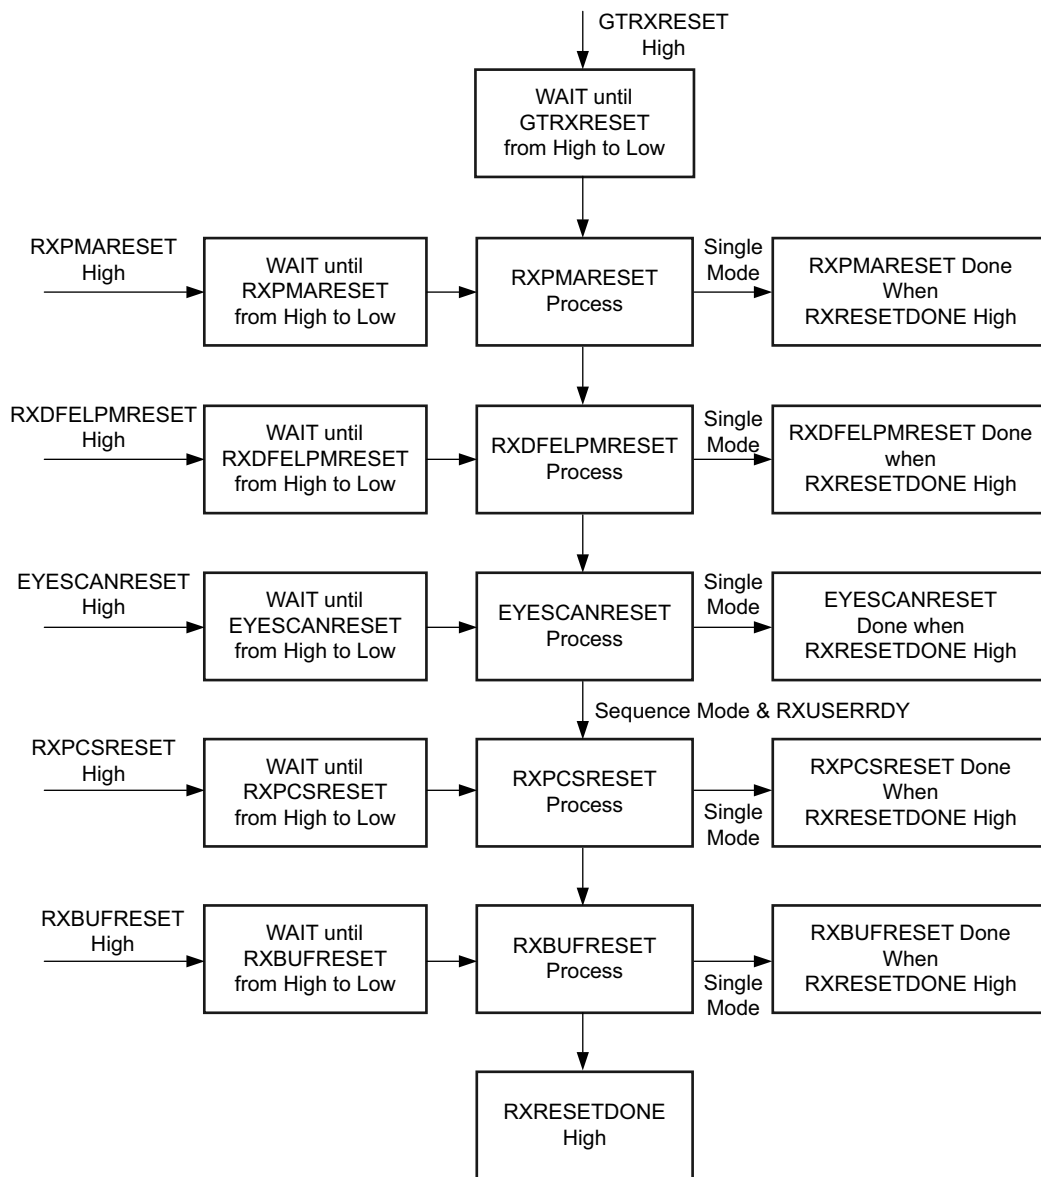 GTRXRESET
High
WAIT until
GTRXRESET
from High to Low
RXPMARESET
High
WAIT until
RXPMARESET
from High to Low
RXPMARESET
Process
Single
Mode
RXPMARESET Done
When
RXRESETDONE High
RXDFELPMRESET
High
WAIT until
RXDFELPMRESET
from High to Low
RXDFELPMRESET
Process
Single
Mode
RXDFELPMRESET Done
when
RXRESETDONE High
EYESCANRESET
High
WAIT until
EYESCANRESET
from High to Low
EYESCANRESET
Process
Single
Mode
EYESCANRESET
Done when
RXRESETDONE High
Sequence Mode & RXUSERRDY
RXPCSRESET
High
WAIT until
RXPCSRESET
from High to Low
RXPCSRESET
Process
Single
Mode
RXPCSRESET Done
When
RXRESETDONE High
RXBUFRESET
High
WAIT until
RXBUFRESET
from High to Low
RXBUFRESET
Process
Single
Mode
RXBUFRESET Done
When
RXRESETDONE High
RXRESETDONE
High